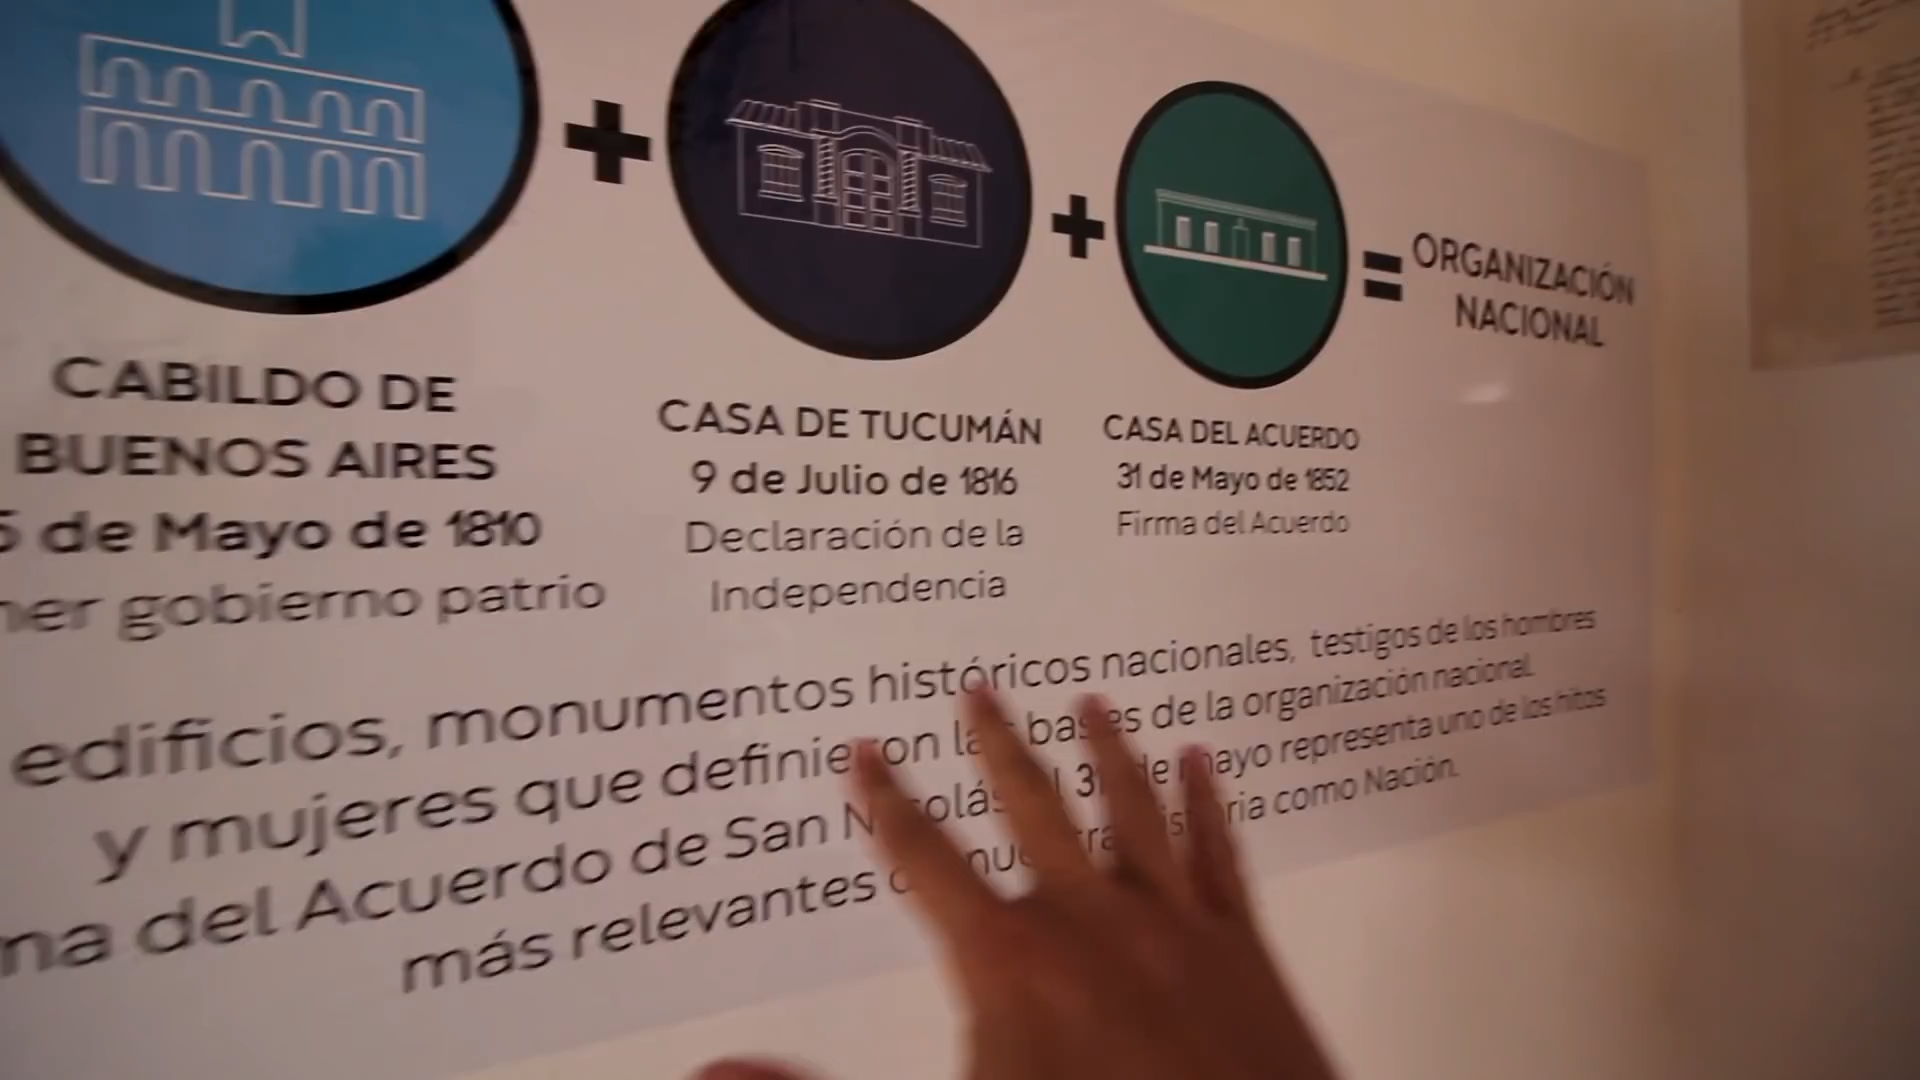 CABILDO DE
BUENOS AIRES
5 de Mayo de 1810
gobierno patrio
CASA DE TUCUMÁN
9 de Julio de 1816
Declaración de la
Independencia
CASA DEL ACUERDO
31 de Mayo de 1852
Firma del Acuerdo
ORGANIZACIÓN
NACIONAL
edificios, monumentos históricos nacionales, testigos de los hombres
y mujeres que definieron las bases de la organización nacional.
del Acuerdo de San Nicolás de mayo representa uno de los hitos
más relevantes como Nación.